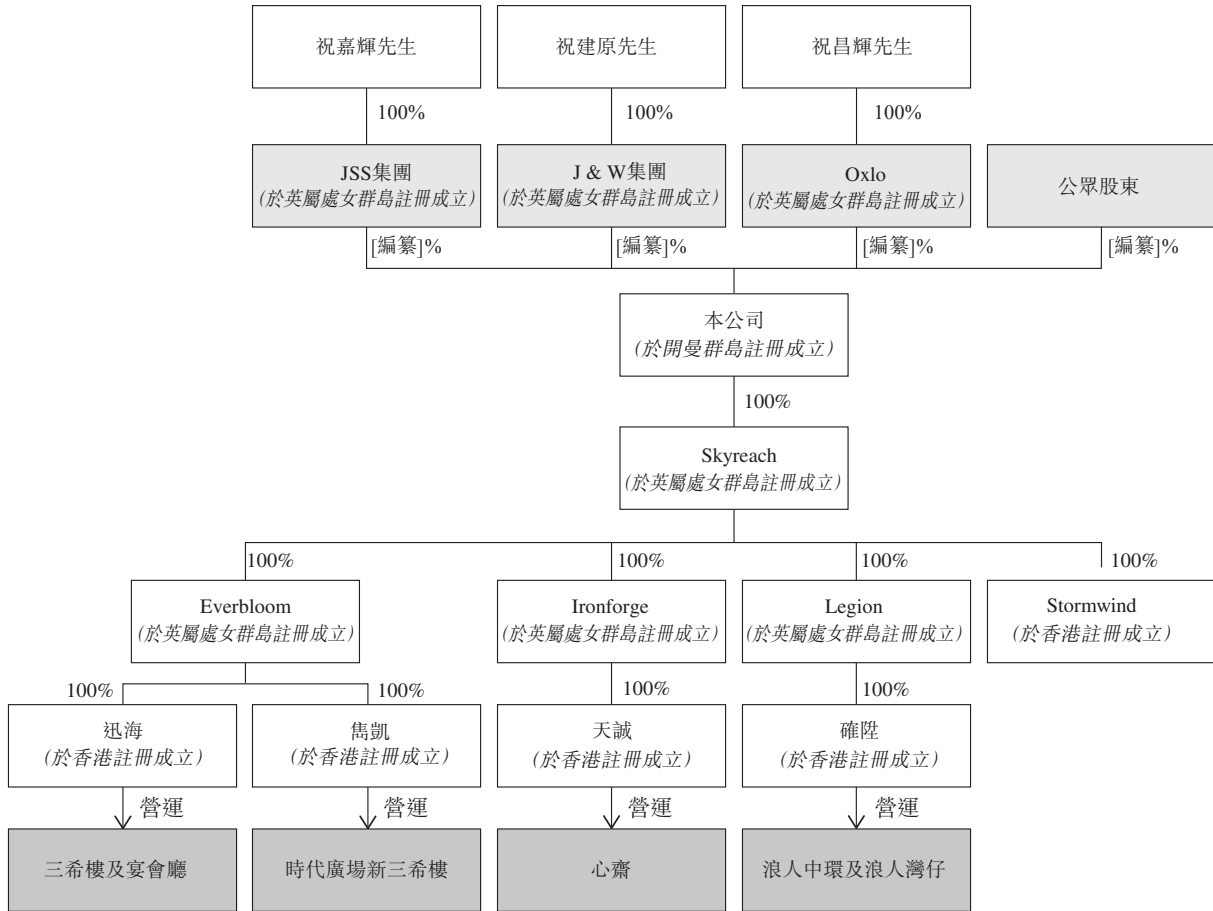 祝嘉輝先生
祝建原先生
祝昌輝先生
100%
100%
100%
JSS集團
(於英屬處女群島註冊成立)
J & W集團
(於英屬處女群島註冊成立)
Oxlo
(於英屬處女群島註冊成立)
公眾股東
[編纂]%
[編纂]%
[編纂]%
[編纂]%
本公司
(於開曼群島註冊成立)
100%
Skyreach
(於英屬處女群島註冊成立)
100%
100%
100%
100%
Everbloom
(於英屬處女群島註冊成立)
Ironforge
(於英屬處女群島註冊成立)
Legion
(於英屬處女群島註冊成立)
Stormwind
(於香港註冊成立)
100%
100%
100%
100%
迅海
(於香港註冊成立)
雋凱
(於香港註冊成立)
天誠
(於香港註冊成立)
確陞
(於香港註冊成立)
營運
營運
營運
營運
三希樓及宴會廳
時代廣場新三希樓
心齋
浪人中環及浪人灣仔